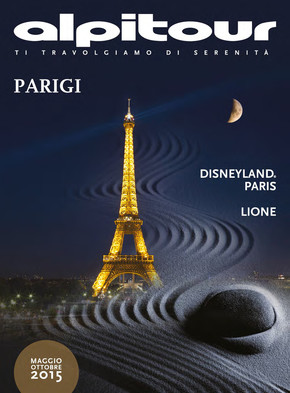 alpitour
TI TRAVOLGIAMO DI SERENITÀ
PARIGI
DISNEYLAND®
PARIS
LIONE
MAGGIO
OTTOBRE
2015